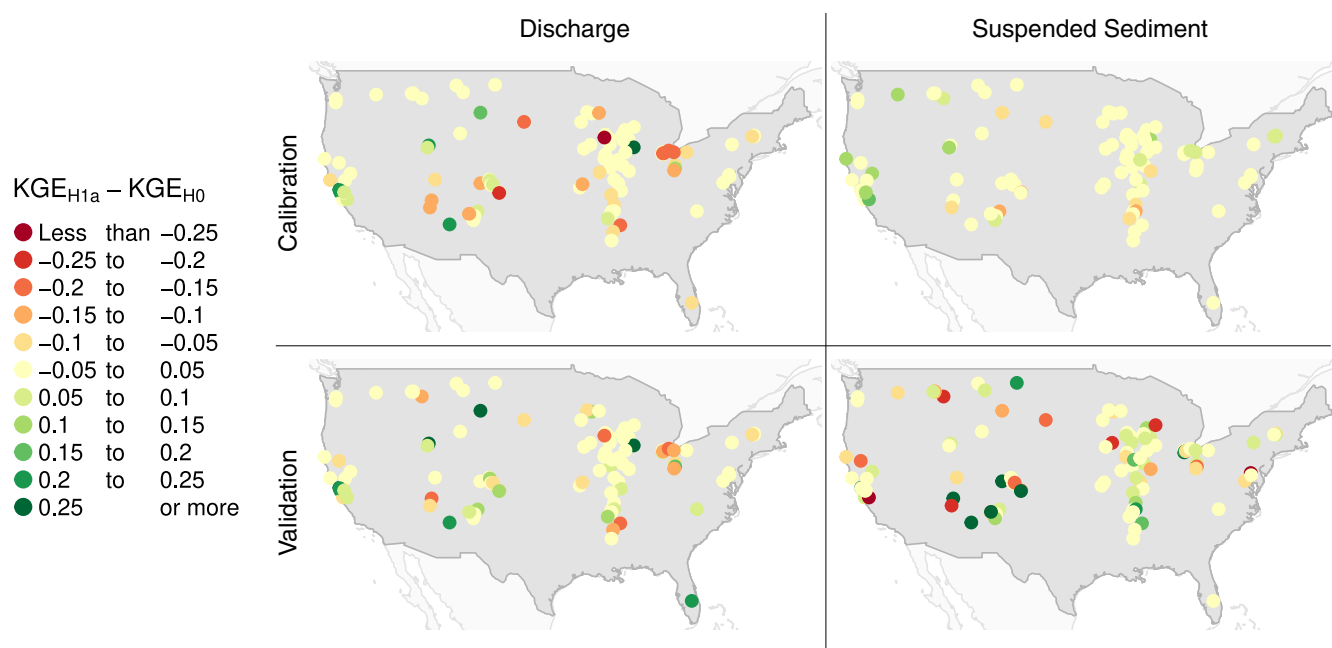 Discharge
Suspended Sediment
Calibration
KGE_H1a – KGE_H0
Less than −0.25
−0.25 to −0.2
−0.2 to −0.15
−0.15 to −0.1
−0.1 to −0.05
−0.05 to 0.05
0.05 to 0.1
0.1 to 0.15
0.15 to 0.2
0.2 to 0.25
0.25 or more
Validation